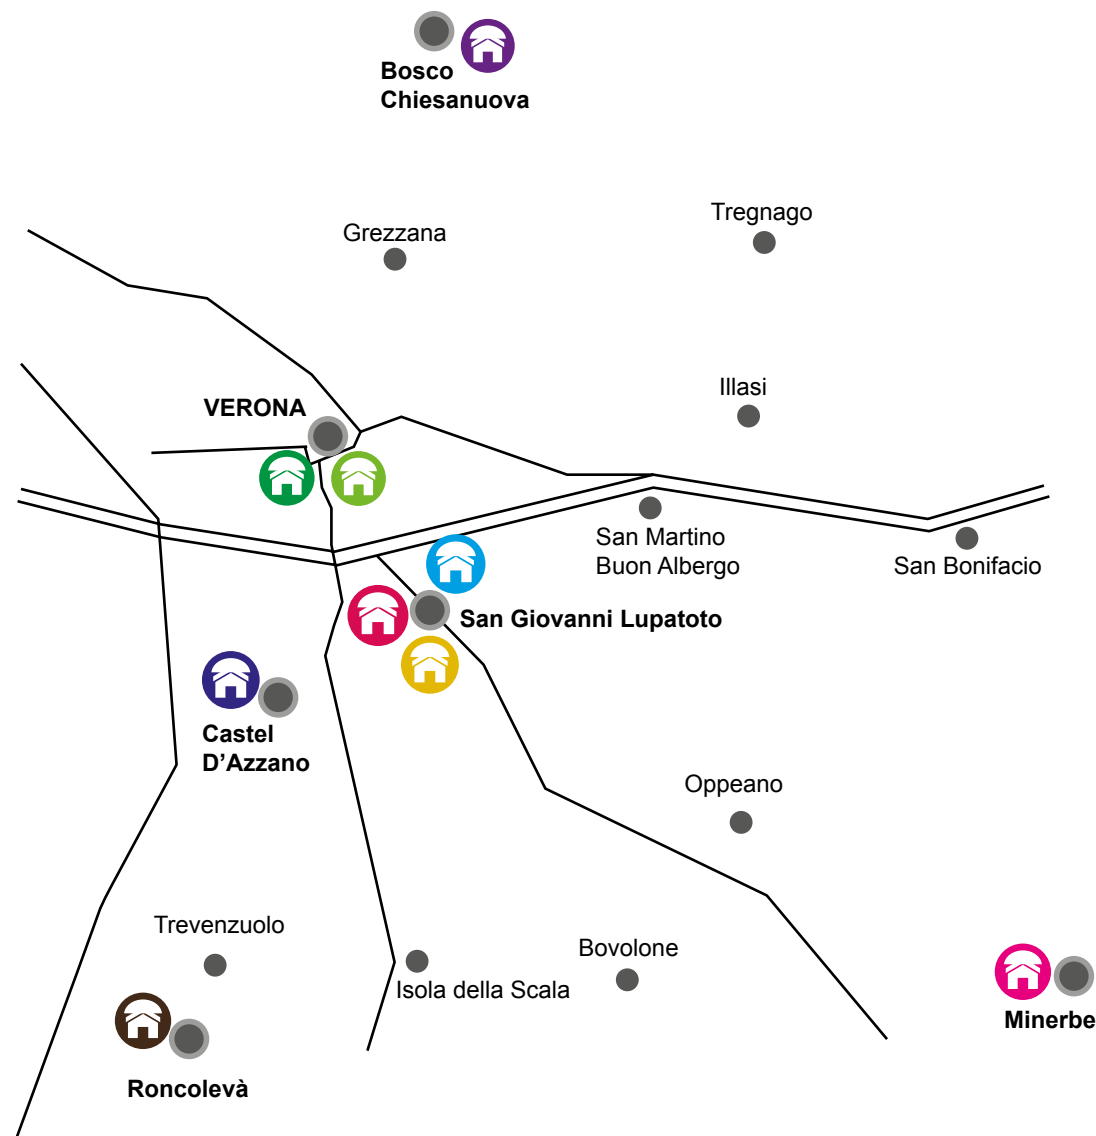 Bosco
Chiesanuova
Tregnago
Grezzana
Illasi
VERONA
San Martino
Buon Albergo
San Bonifacio
San Giovanni Lupatoto
Castel
D’Azzano
Oppeano
Trevenzuolo
Bovolone
Isola della Scala
Minerbe
Roncolevà